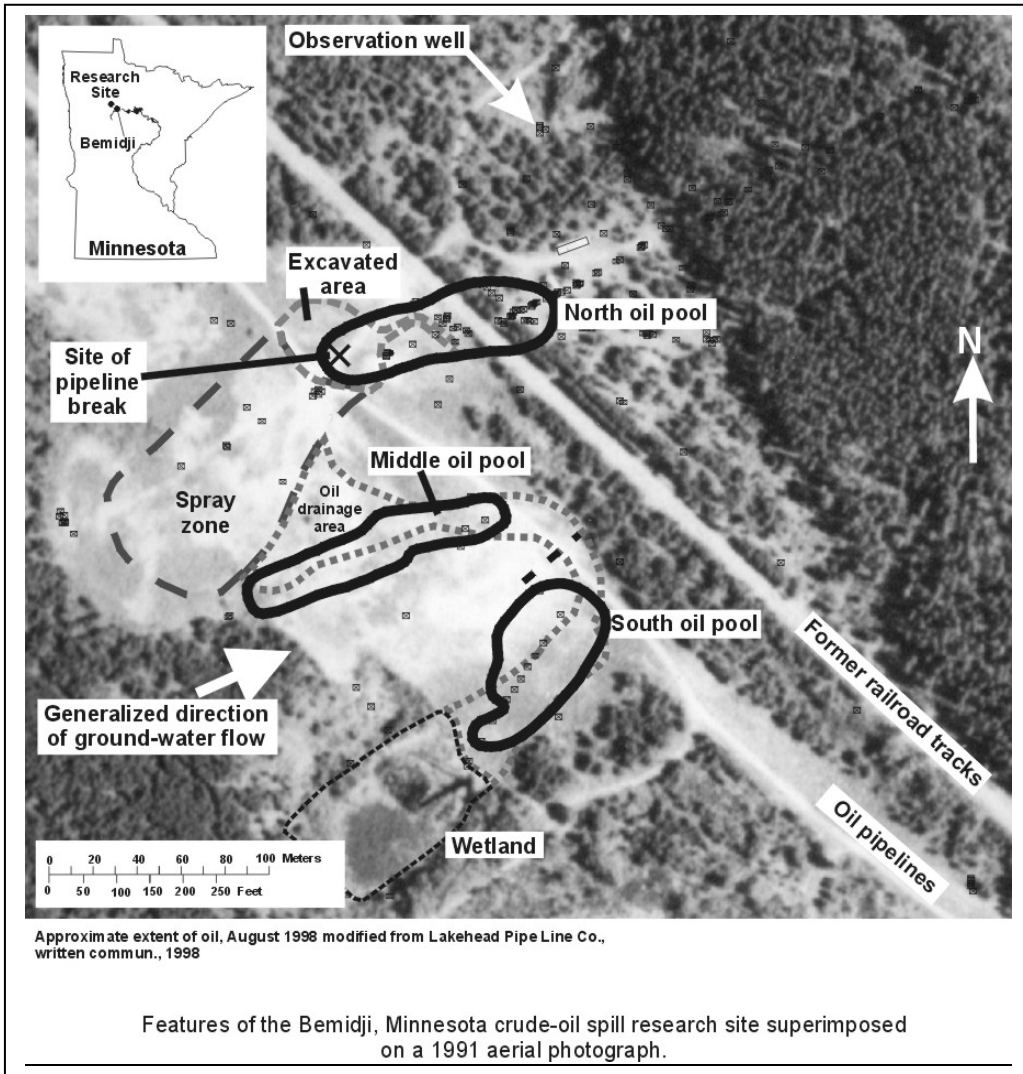 Observation well
Research
Site
Bemidji
Minnesota
Excavated
area
North oil pool
Site of
pipeline
break
N
Middle oil pool
Oil
drainage
area
Spray
zone
South oil pool
Generalized direction
of ground-water flow
Former railroad tracks
Oil pipelines
Wetland
0 20 40 60 80 100 Meters
0 50 100 150 200 250 Feet
Approximate extent of oil, August 1998 modified from Lakehead Pipe Line Co.,
written commun., 1998
Features of the Bemidji, Minnesota crude-oil spill research site superimposed
on a 1991 aerial photograph.